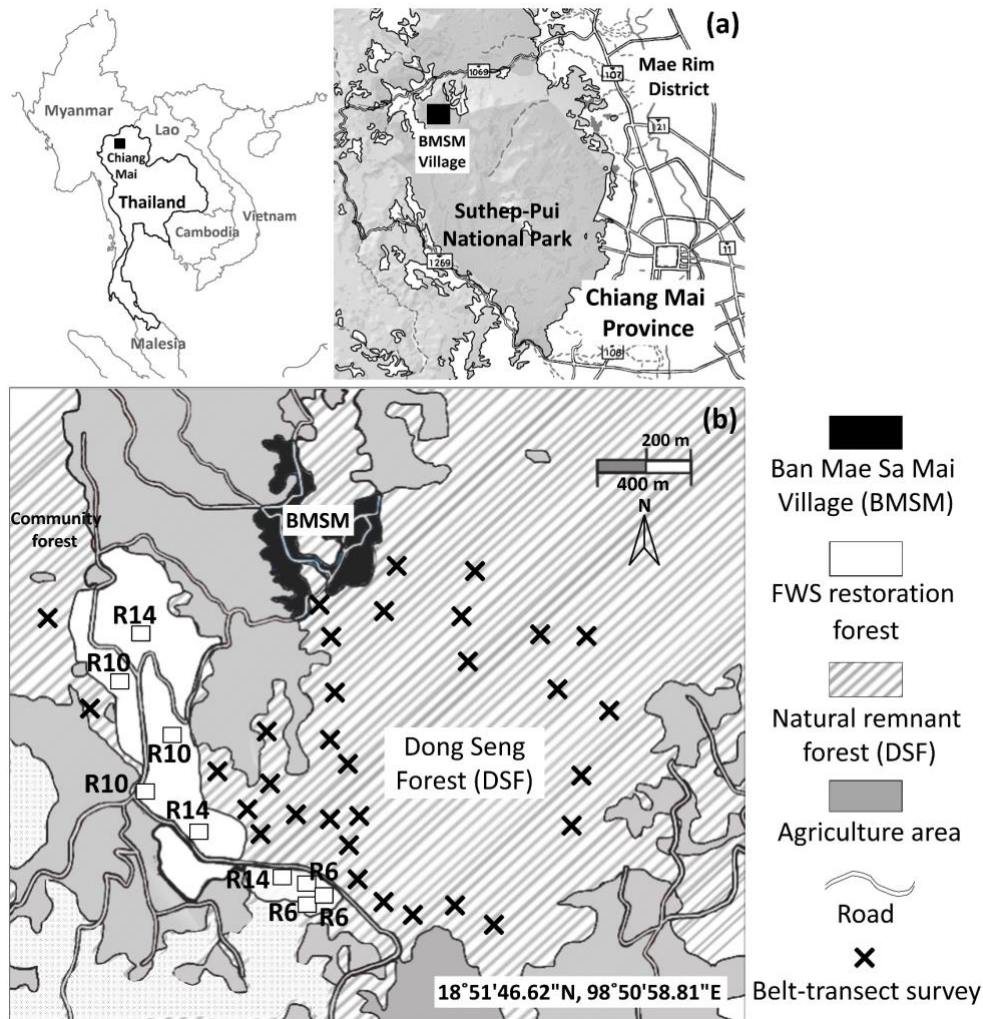 Myanmar
Lao
Chiang
Mai
Thailand
Vietnam
Cambodia
Malesia
(a)
1069
107
Mae Rim
District
121
BMSM
Village
Suthep-Pui
National Park
1269
11
Chiang Mai
Province
108
(b)
200 m
400 m
N
Community
forest
BMSM
R14
R10
R10
R10
R14
R14
R6
R6
R6
Dong Seng
Forest (DSF)
18°51'46.62"N, 98°50'58.81"E
Ban Mae Sa Mai
Village (BMSM)
FWS restoration
forest
Natural remnant
forest (DSF)
Agriculture area
Road
Belt-transect survey